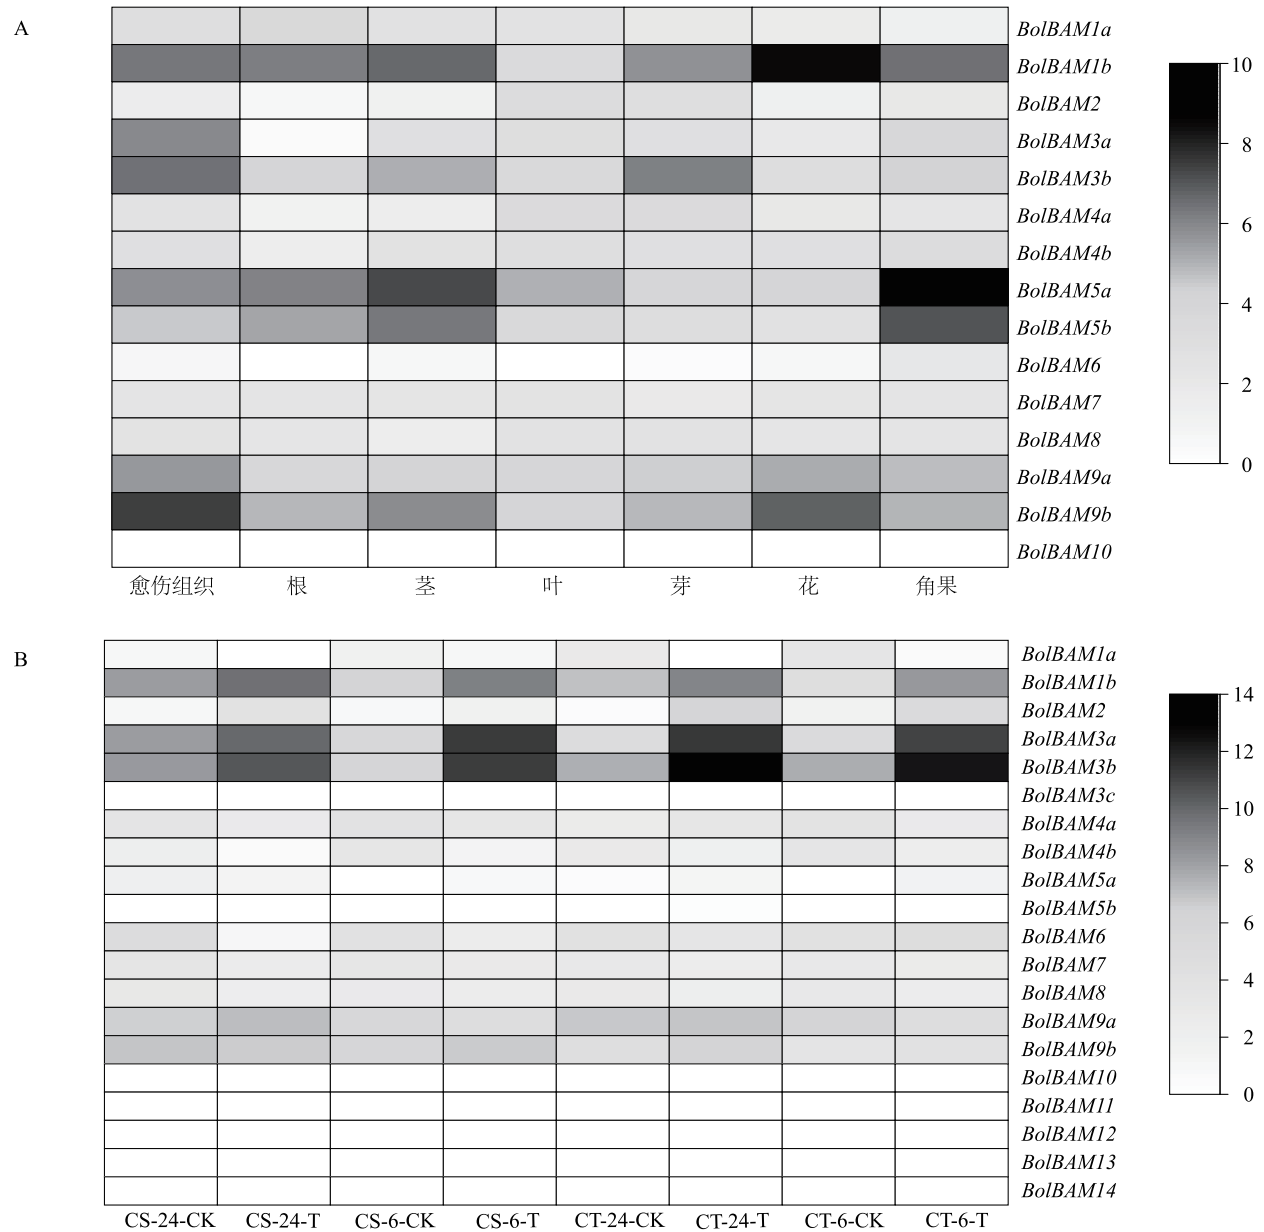 A
BolBAM1a
BolBAM1b
BolBAM2
BolBAM3a
BolBAM3b
BolBAM4a
BolBAM4b
BolBAM5a
BolBAM5b
BolBAM6
BolBAM7
BolBAM8
BolBAM9a
BolBAM9b
BolBAM10
愈伤组织 根 茎 叶 芽 花 角果
10
8
6
4
2
0
B
BolBAM1a
BolBAM1b
BolBAM2
BolBAM3a
BolBAM3b
BolBAM3c
BolBAM4a
BolBAM4b
BolBAM5a
BolBAM5b
BolBAM6
BolBAM7
BolBAM8
BolBAM9a
BolBAM9b
BolBAM10
BolBAM11
BolBAM12
BolBAM13
BolBAM14
CS-24-CK CS-24-T CS-6-CK CS-6-T CT-24-CK CT-24-T CT-6-CK CT-6-T
14
12
10
8
6
4
2
0